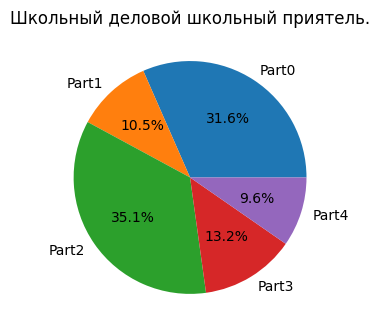 Школьный деловой школьный приятель.
Part0
31.6%
Part1
10.5%
Part2
35.1%
Part3
13.2%
Part4
9.6%